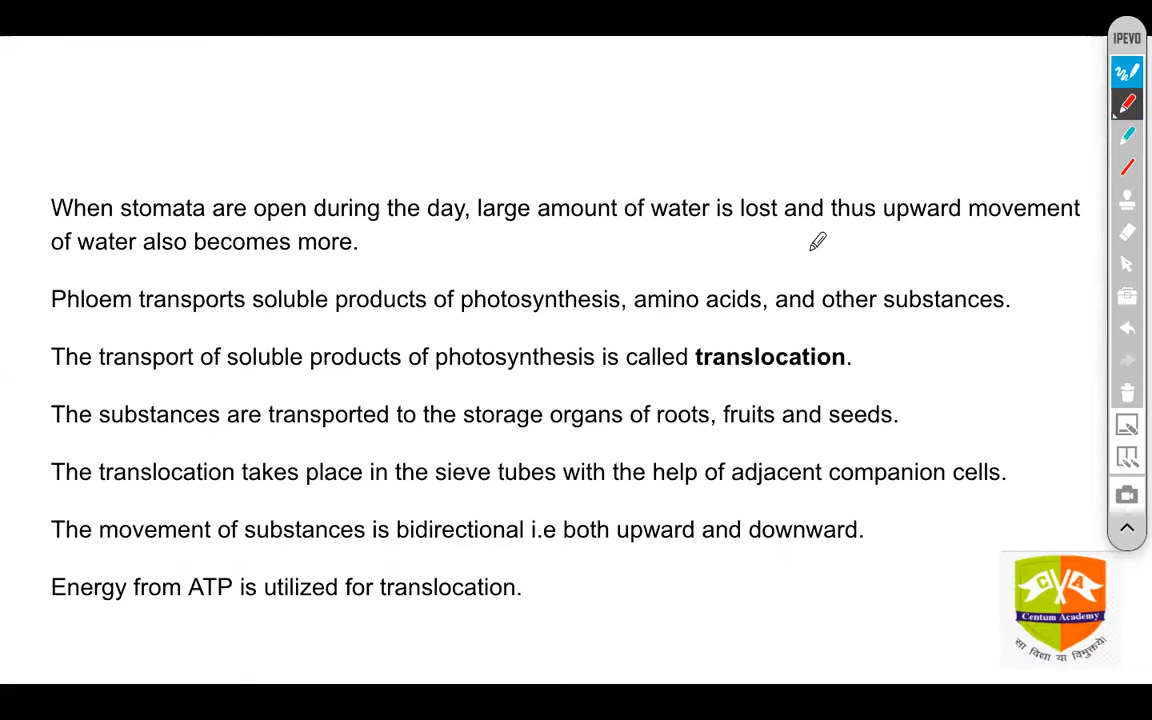 IPEVO
When stomata are open during the day, large amount of water is lost and thus upward movement
of water also becomes more.
Phloem transports soluble products of photosynthesis, amino acids, and other substances.
The transport of soluble products of photosynthesis is called translocation.
The substances are transported to the storage organs of roots, fruits and seeds.
The translocation takes place in the sieve tubes with the help of adjacent companion cells.
The movement of substances is bidirectional i.e both upward and downward.
Energy from ATP is utilized for translocation.
C A
Centum Academy
सा विद्या या विमुक्तये